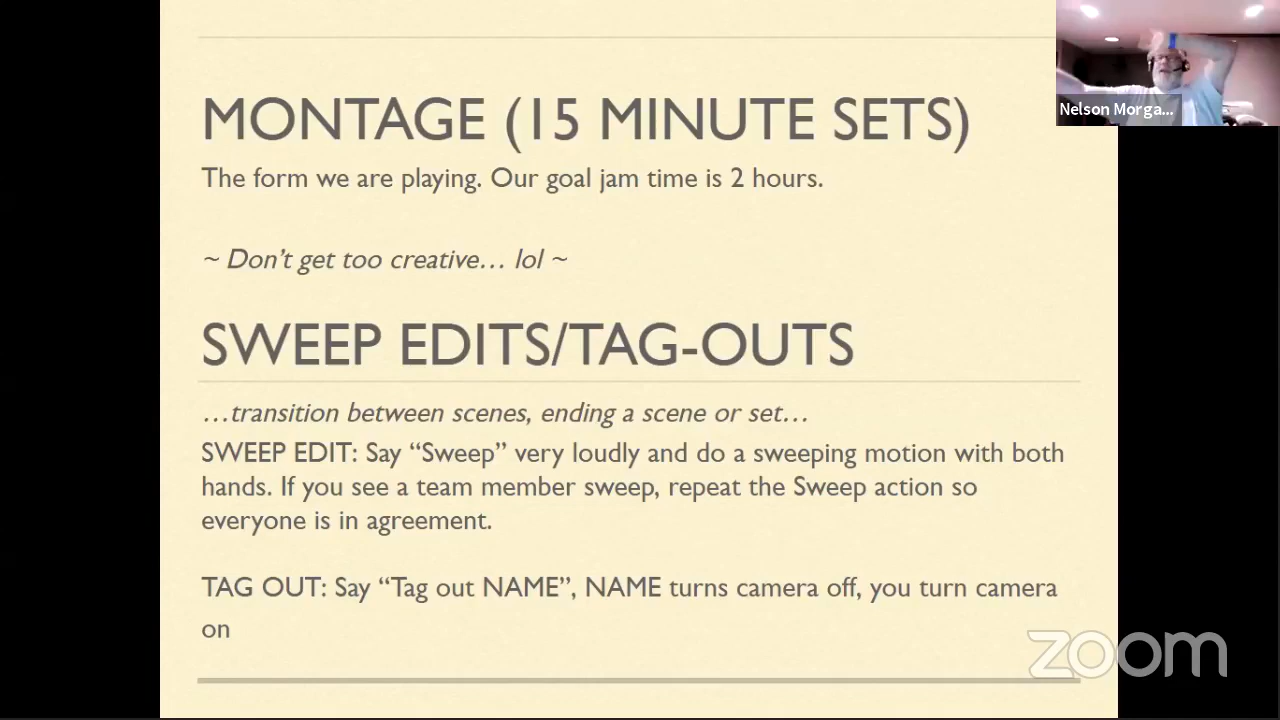 MONTAGE (15 MINUTE SETS)
The form we are playing. Our goal jam time is 2 hours.
~ Don’t get too creative… lol ~
SWEEP EDITS/TAG-OUTS
…transition between scenes, ending a scene or set…
SWEEP EDIT: Say “Sweep” very loudly and do a sweeping motion with both
hands. If you see a team member sweep, repeat the Sweep action so
everyone is in agreement.
TAG OUT: Say “Tag out NAME”, NAME turns camera off, you turn camera
on
Nelson Morga...
zoom